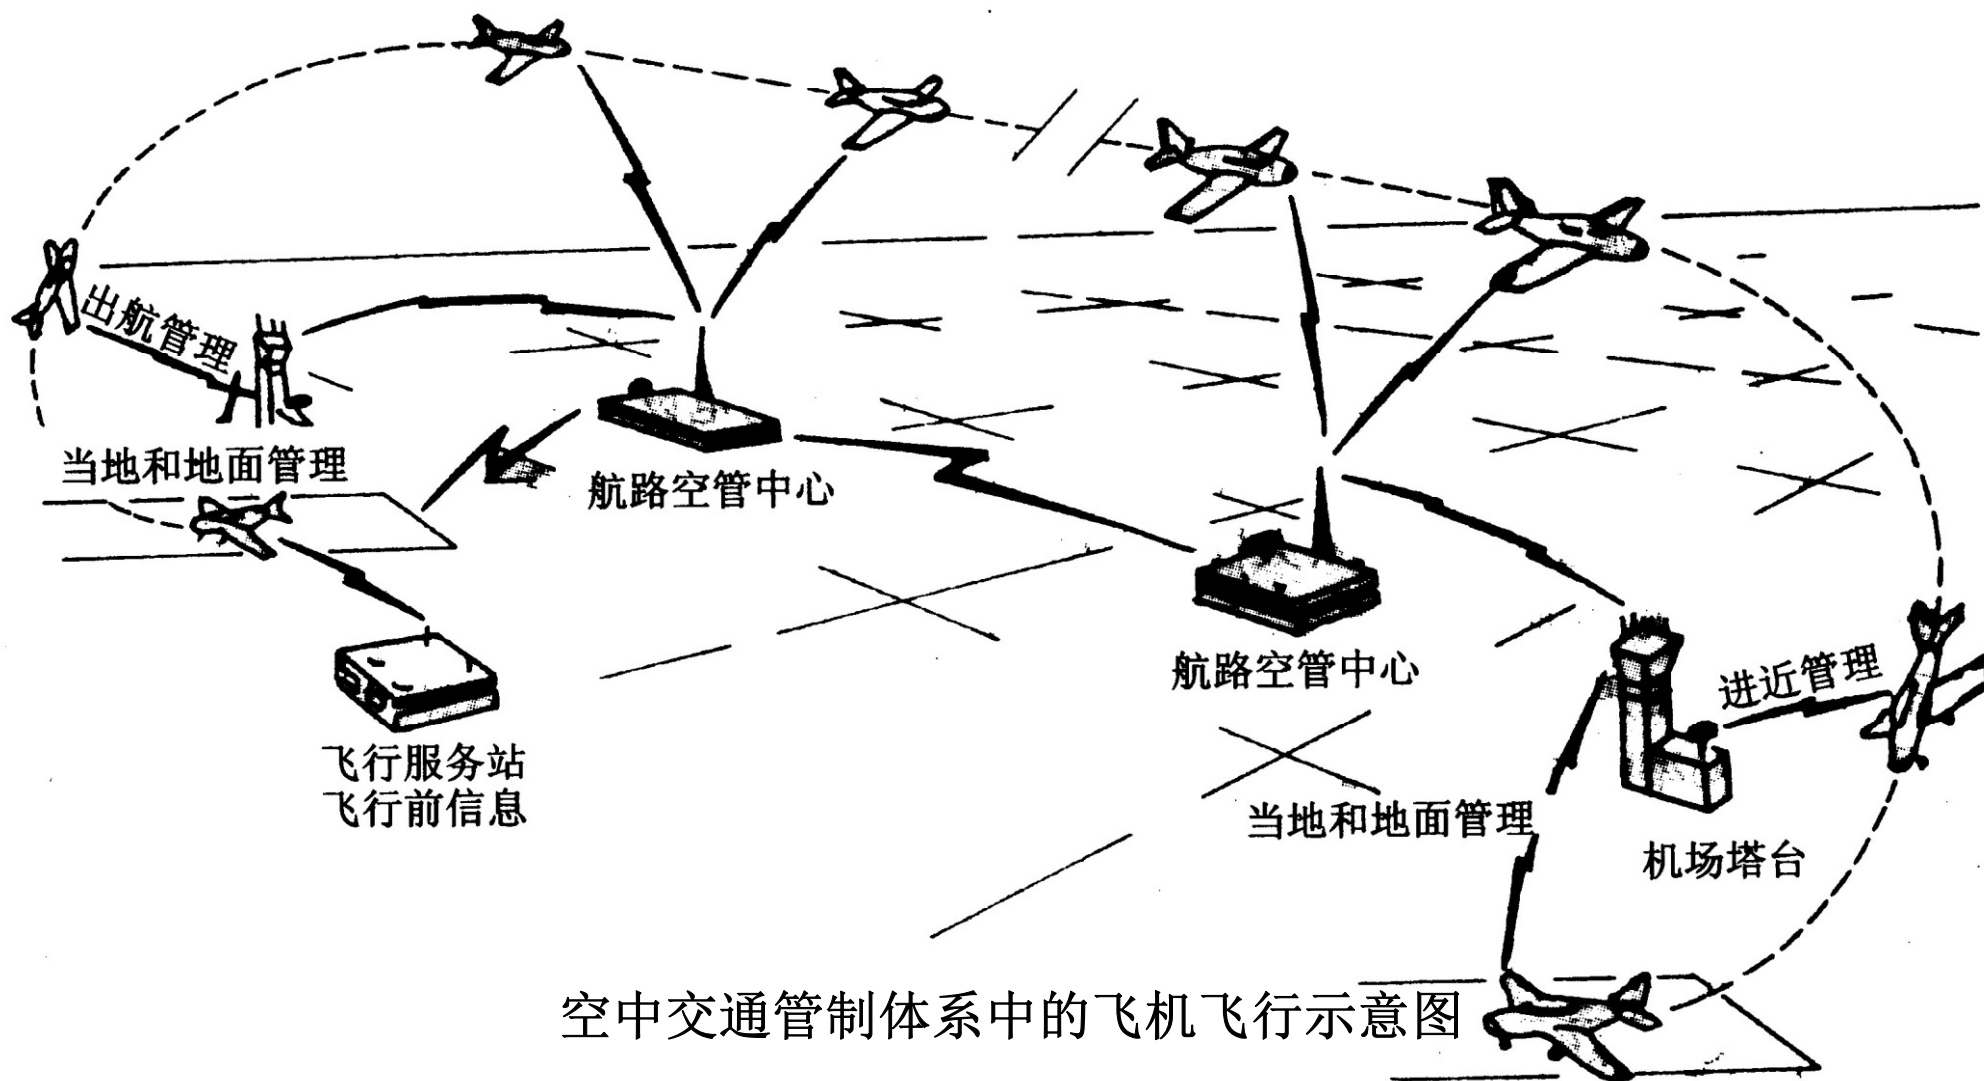 出航管理
当地和地面管理
航路空管中心
飞行服务站
飞行前信息
航路空管中心
进近管理
当地和地面管理
机场塔台
空中交通管制体系中的飞机飞行示意图